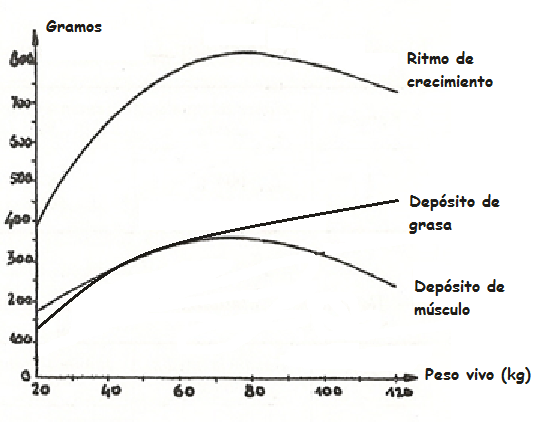 Gramos
800
700
600
500
400
300
200
100
0
20 40 60 80 100 120
Ritmo de
crecimiento
Depósito de
grasa
Depósito de
músculo
Peso vivo (kg)